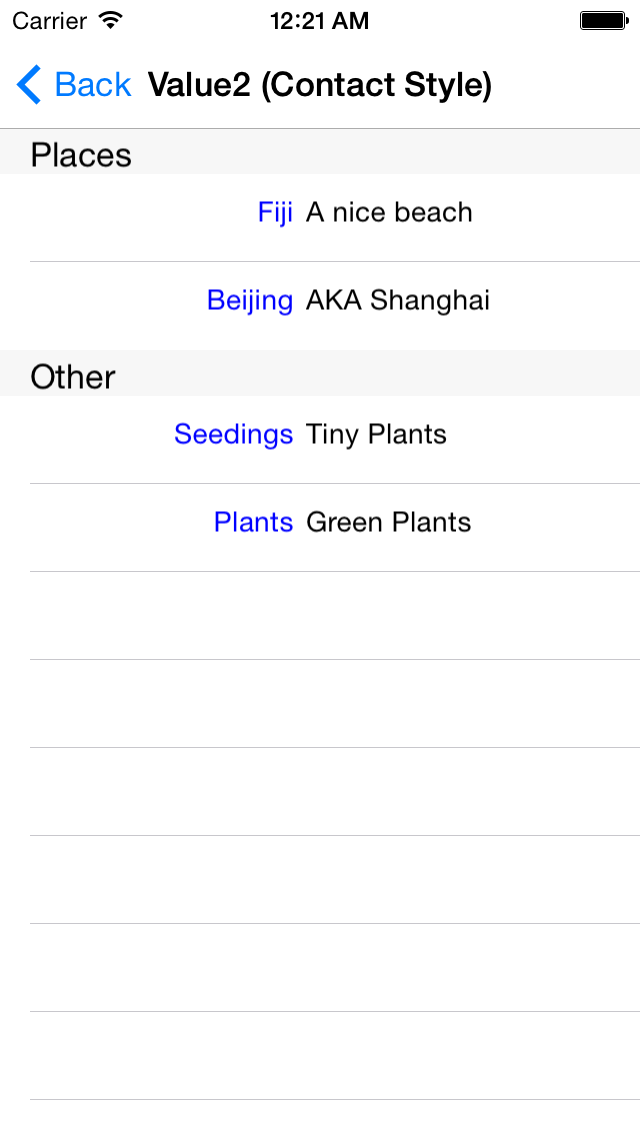 Carrier 12:21 AM
Back Value2 (Contact Style)
Places
Fiji A nice beach
Beijing AKA Shanghai
Other
Seedings Tiny Plants
Plants Green Plants